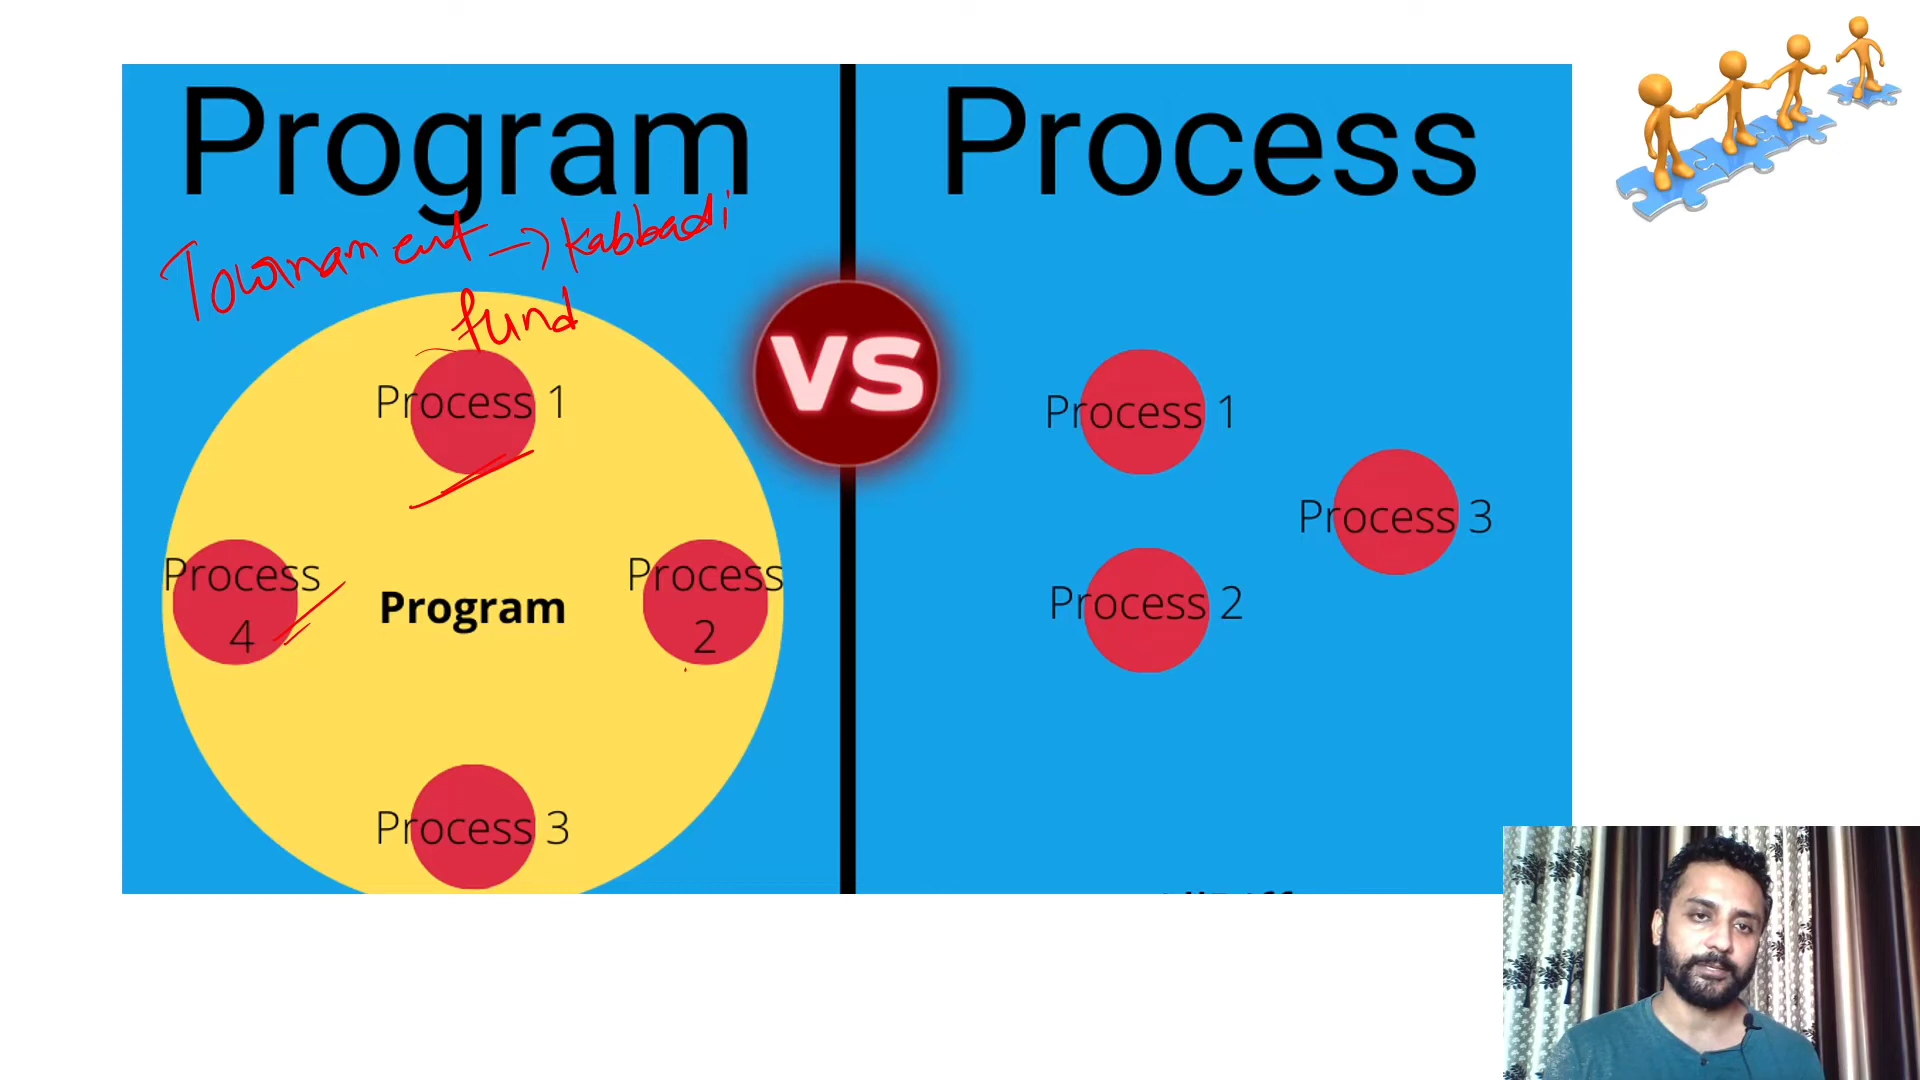 Program
Tournament → Kabbadi
fund
Process 1
Process
4
Program
Process
2
Process 3
VS
Process
Process 1
Process 3
Process 2